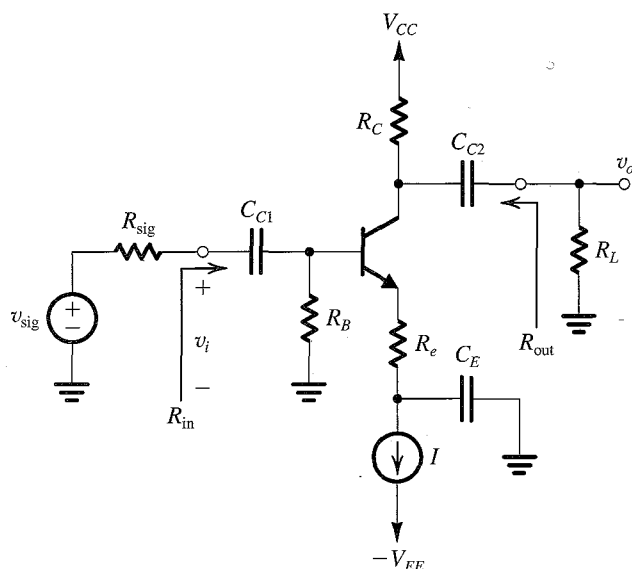 V_CC
R_C
C_C2
v_o
R_sig
C_C1
R_L
+
v_sig
+
−
v_i
R_B
R_e
C_E
R_out
−
R_in
I
−V_EE